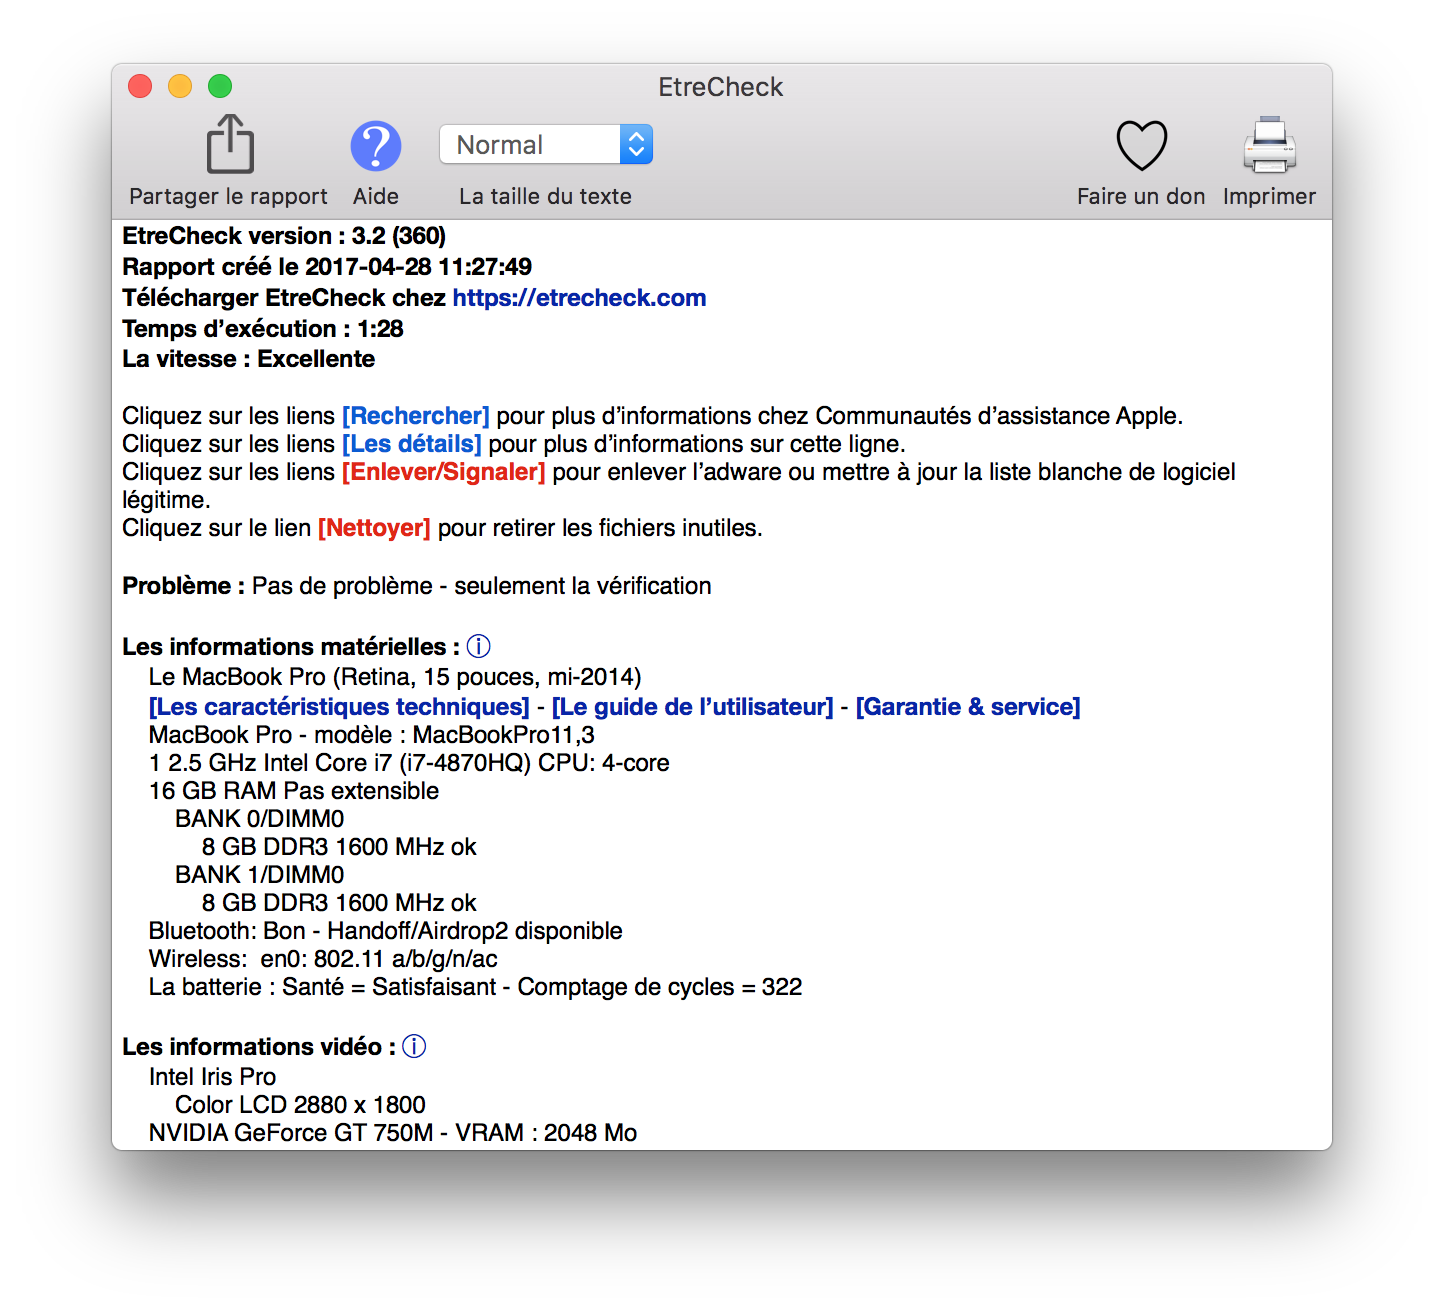 EtreCheck
Normal
Partager le rapport Aide La taille du texte Faire un don Imprimer
EtreCheck version : 3.2 (360)
Rapport créé le 2017-04-28 11:27:49
Télécharger EtreCheck chez https://etrecheck.com
Temps d’exécution : 1:28
La vitesse : Excellente
Cliquez sur les liens [Rechercher] pour plus d’informations chez Communautés d’assistance Apple.
Cliquez sur les liens [Les détails] pour plus d’informations sur cette ligne.
Cliquez sur les liens [Enlever/Signaler] pour enlever l’adware ou mettre à jour la liste blanche de logiciel
légitime.
Cliquez sur le lien [Nettoyer] pour retirer les fichiers inutiles.
Problème : Pas de problème - seulement la vérification
Les informations matérielles : ⓘ
Le MacBook Pro (Retina, 15 pouces, mi-2014)
[Les caractéristiques techniques] - [Le guide de l’utilisateur] - [Garantie & service]
MacBook Pro - modèle : MacBookPro11,3
1 2.5 GHz Intel Core i7 (i7-4870HQ) CPU: 4-core
16 GB RAM Pas extensible
BANK 0/DIMM0
8 GB DDR3 1600 MHz ok
BANK 1/DIMM0
8 GB DDR3 1600 MHz ok
Bluetooth: Bon - Handoff/Airdrop2 disponible
Wireless:  en0: 802.11 a/b/g/n/ac
La batterie : Santé = Satisfaisant - Comptage de cycles = 322
Les informations vidéo : ⓘ
Intel Iris Pro
Color LCD 2880 x 1800
NVIDIA GeForce GT 750M - VRAM : 2048 Mo